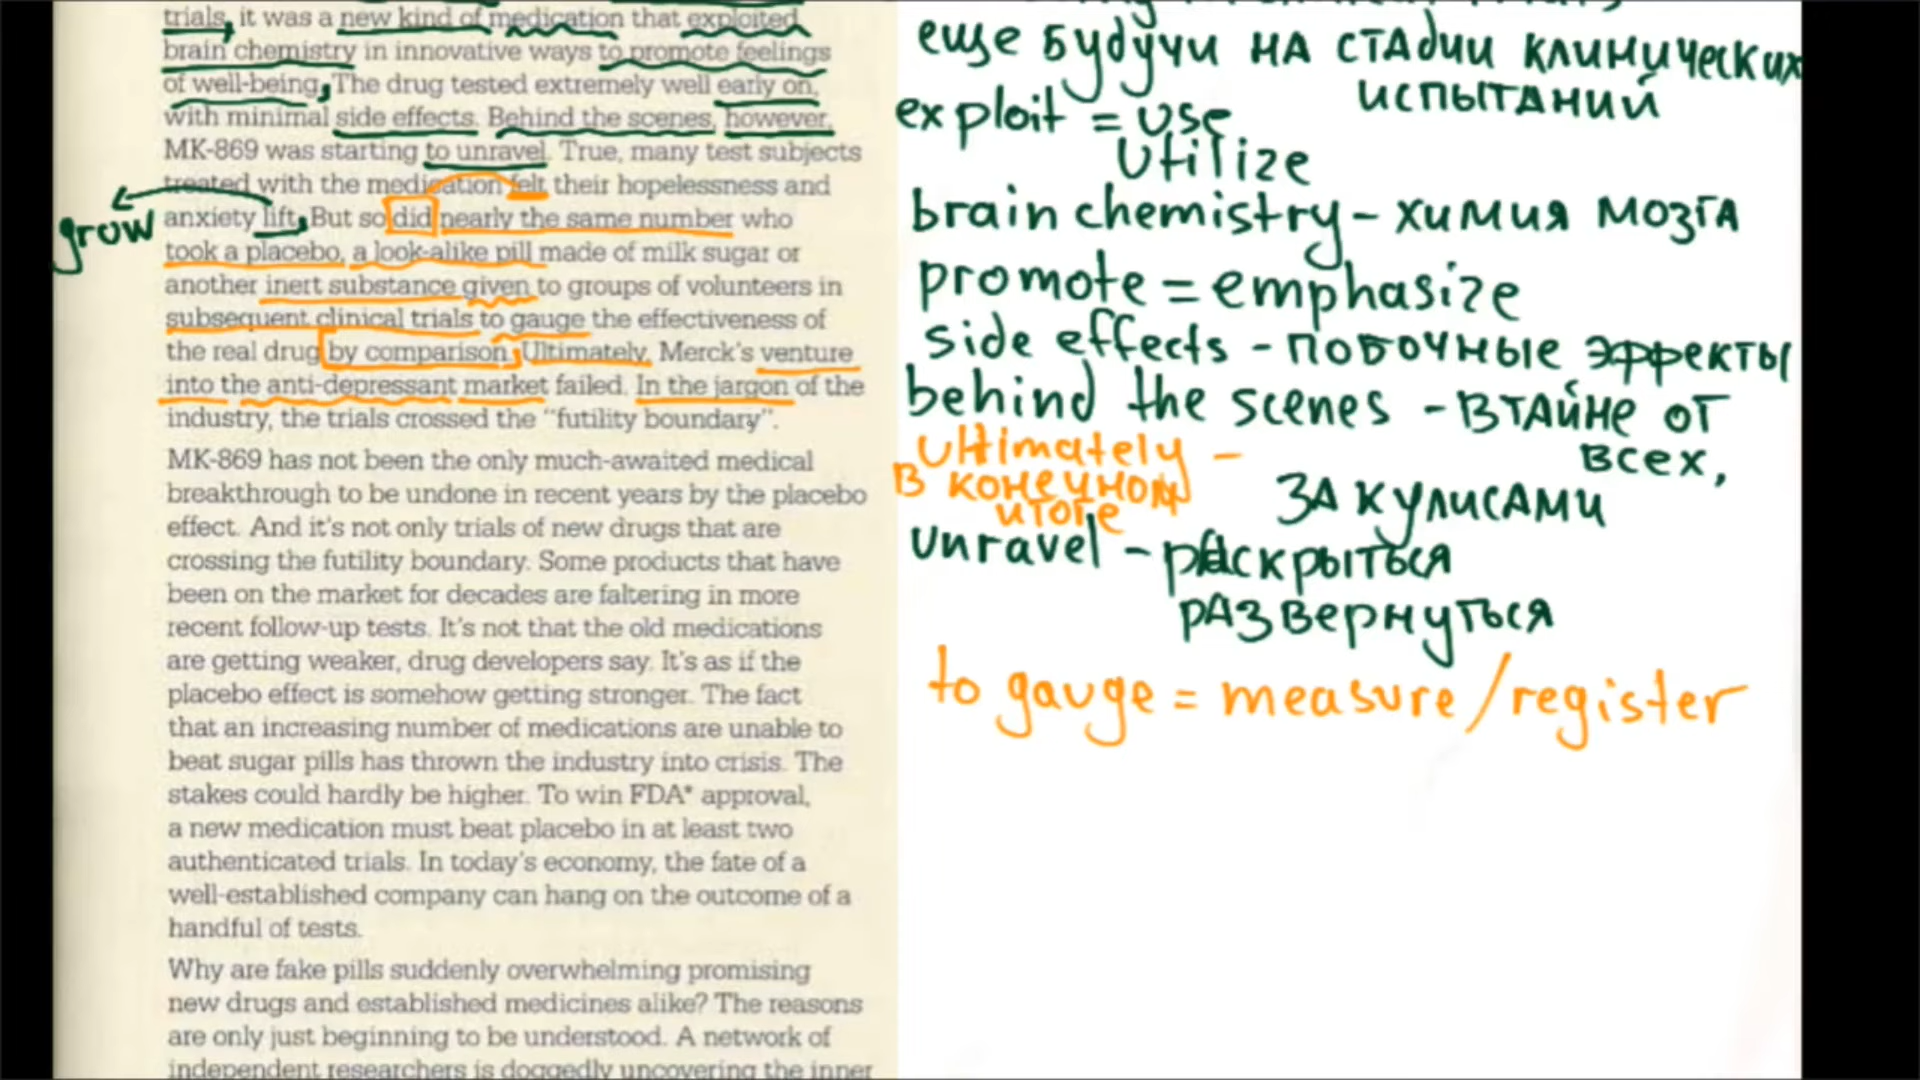 trials, it was a new kind of medication that exploited
brain chemistry in innovative ways to promote feelings
of well-being. The drug tested extremely well early on,
with minimal side effects. Behind the scenes, however,
MK-869 was starting to unravel. True, many test subjects
treated with the medication felt their hopelessness and
anxiety lift. But so did nearly the same number who
took a placebo, a look-alike pill made of milk sugar or
another inert substance given to groups of volunteers in
subsequent clinical trials to gauge the effectiveness of
the real drug by comparison. Ultimately, Merck's venture
into the anti-depressant market failed. In the jargon of the
industry, the trials crossed the “futility boundary”.
MK-869 has not been the only much-awaited medical
breakthrough to be undone in recent years by the placebo
effect. And it's not only trials of new drugs that are
crossing the futility boundary. Some products that have
been on the market for decades are faltering in more
recent follow-up tests. It's not that the old medications
are getting weaker, drug developers say. It's as if the
placebo effect is somehow getting stronger. The fact
that an increasing number of medications are unable to
beat sugar pills has thrown the industry into crisis. The
stakes could hardly be higher. To win FDA* approval,
a new medication must beat placebo in at least two
authenticated trials. In today's economy, the fate of a
well-established company can hang on the outcome of a
handful of tests.
Why are fake pills suddenly overwhelming promising
new drugs and established medicines alike? The reasons
are only just beginning to be understood. A network of
independent researchers is doggedly uncovering the inner
grow
еще будучи на стадии клинических
испытаний
exploit = use
utilize
brain chemistry - химия мозга
promote = emphasize
side effects - побочные эффекты
behind the scenes - втайне от
всех,
за кулисами
ultimately -
в конечном
итоге
unravel - раскрыться
развернуться
to gauge = measure/register